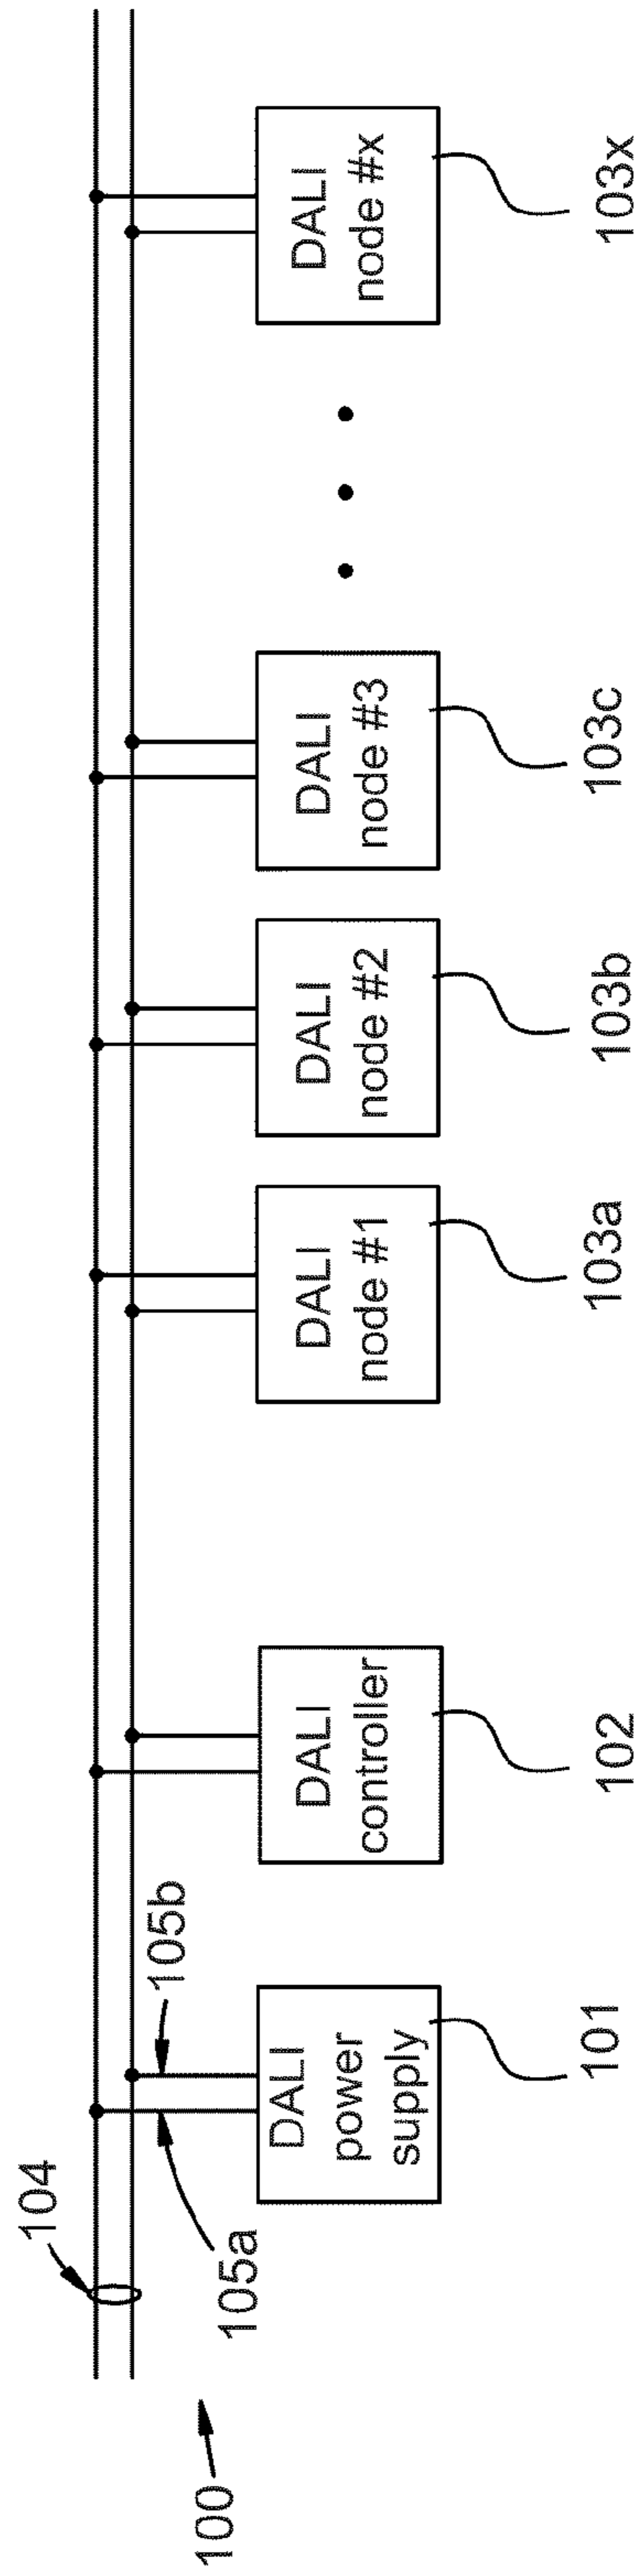 100
104
105a
105b
DALI
power
supply
101
DALI
controller
102
DALI
node #1
103a
DALI
node #2
103b
DALI
node #3
103c
DALI
node #x
103x